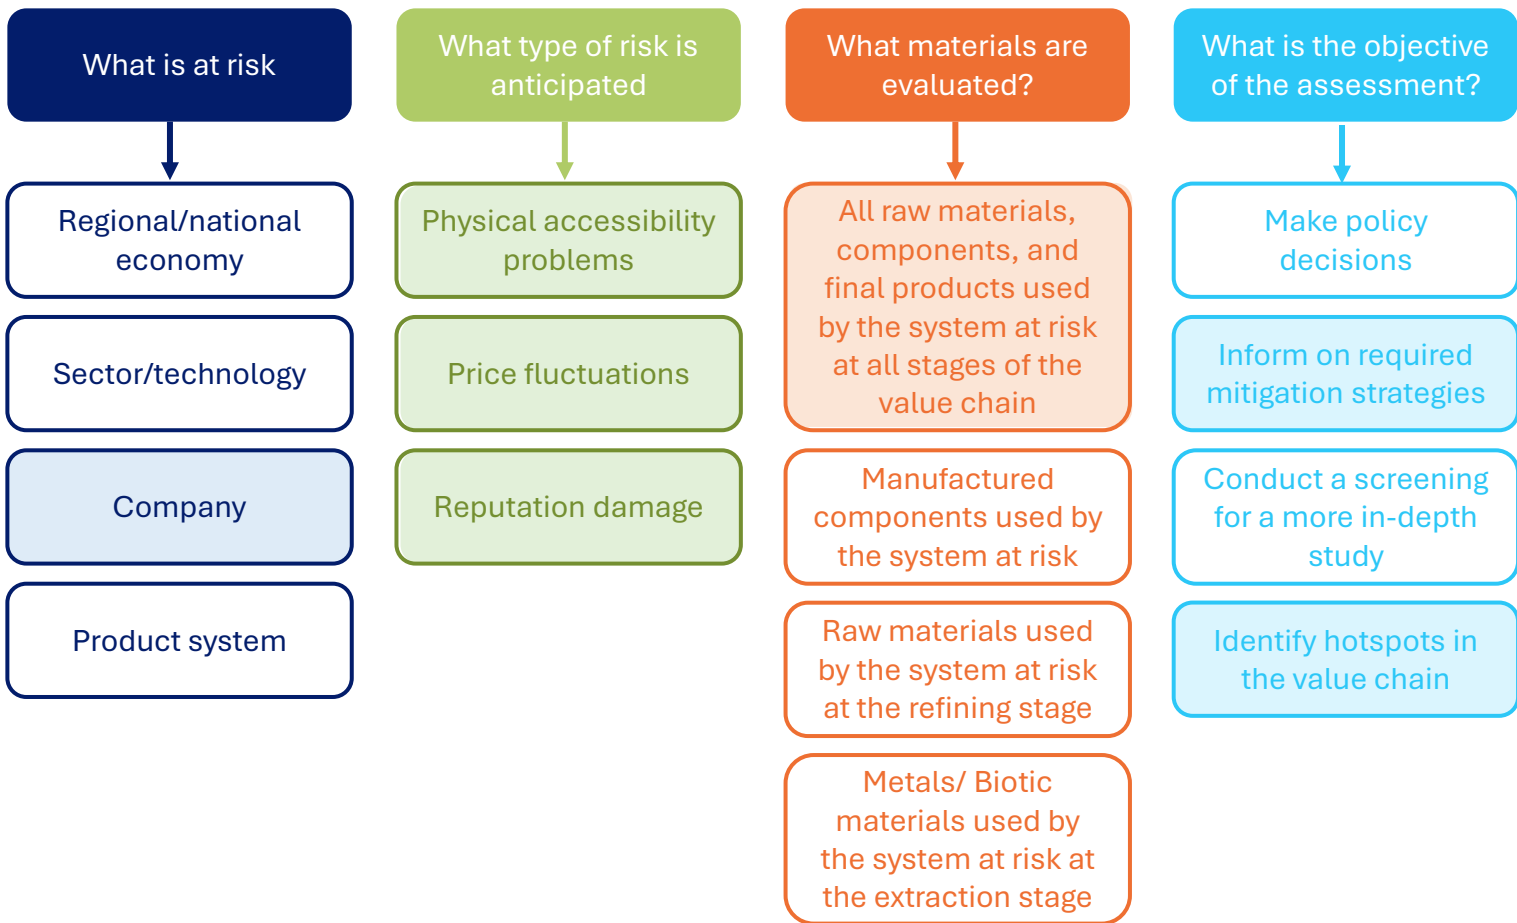 What is at risk
Regional/national
economy
Sector/technology
Company
Product system
What type of risk is
anticipated
Physical accessibility
problems
Price fluctuations
Reputation damage
What materials are
evaluated?
All raw materials,
components, and
final products used
by the system at risk
at all stages of the
value chain
Manufactured
components used by
the system at risk
Raw materials used
by the system at risk
at the refining stage
Metals/ Biotic
materials used by
the system at risk at
the extraction stage
What is the objective
of the assessment?
Make policy
decisions
Inform on required
mitigation strategies
Conduct a screening
for a more in-depth
study
Identify hotspots in
the value chain